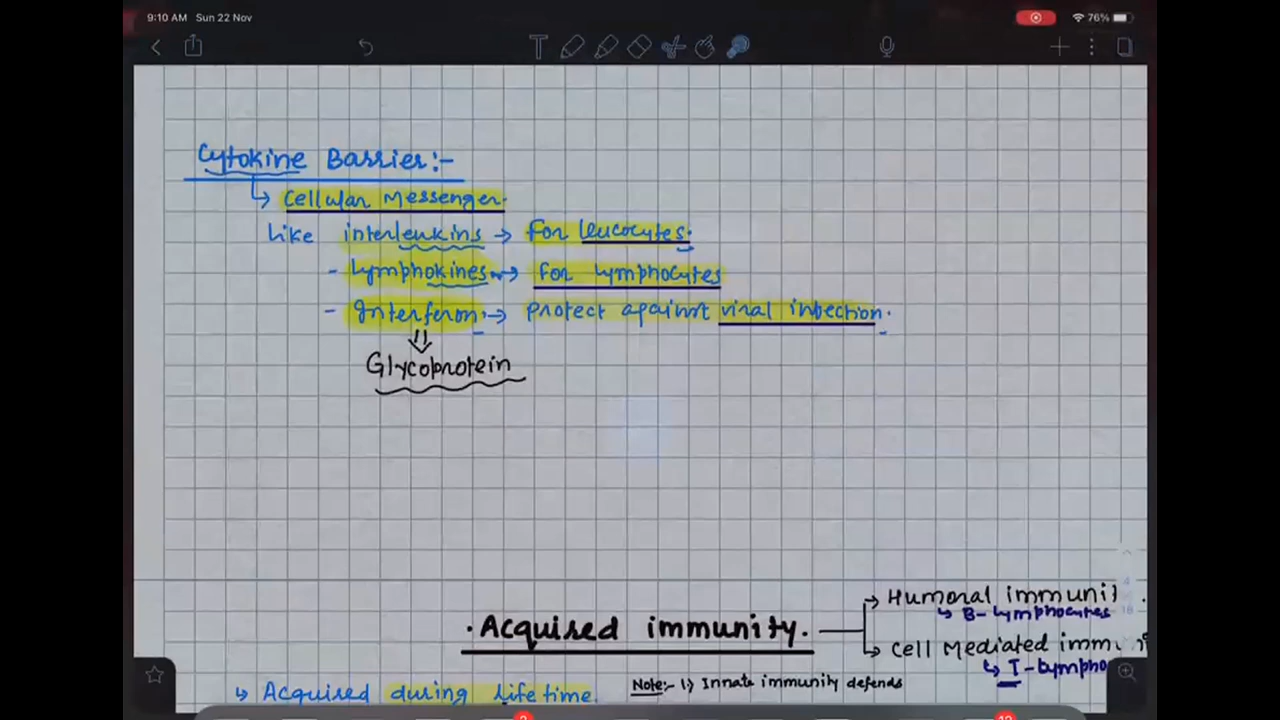 9:10 AM Sun 22 Nov
76%
Cytokine Barrier:-
↳ Cellular Messenger.
Like interleukins → For leucocytes.
- Lymphokines → For Lymphocytes
- Interferon → Protect against viral infection.
⇓
Glycoprotein
Humoral immuni
↳ B-Lymphocytes
· Acquired immunity.
Cell Mediated imm
↳ T-Lympho
↳ Acquired during life time.
Note:- 1) Innate immunity defends